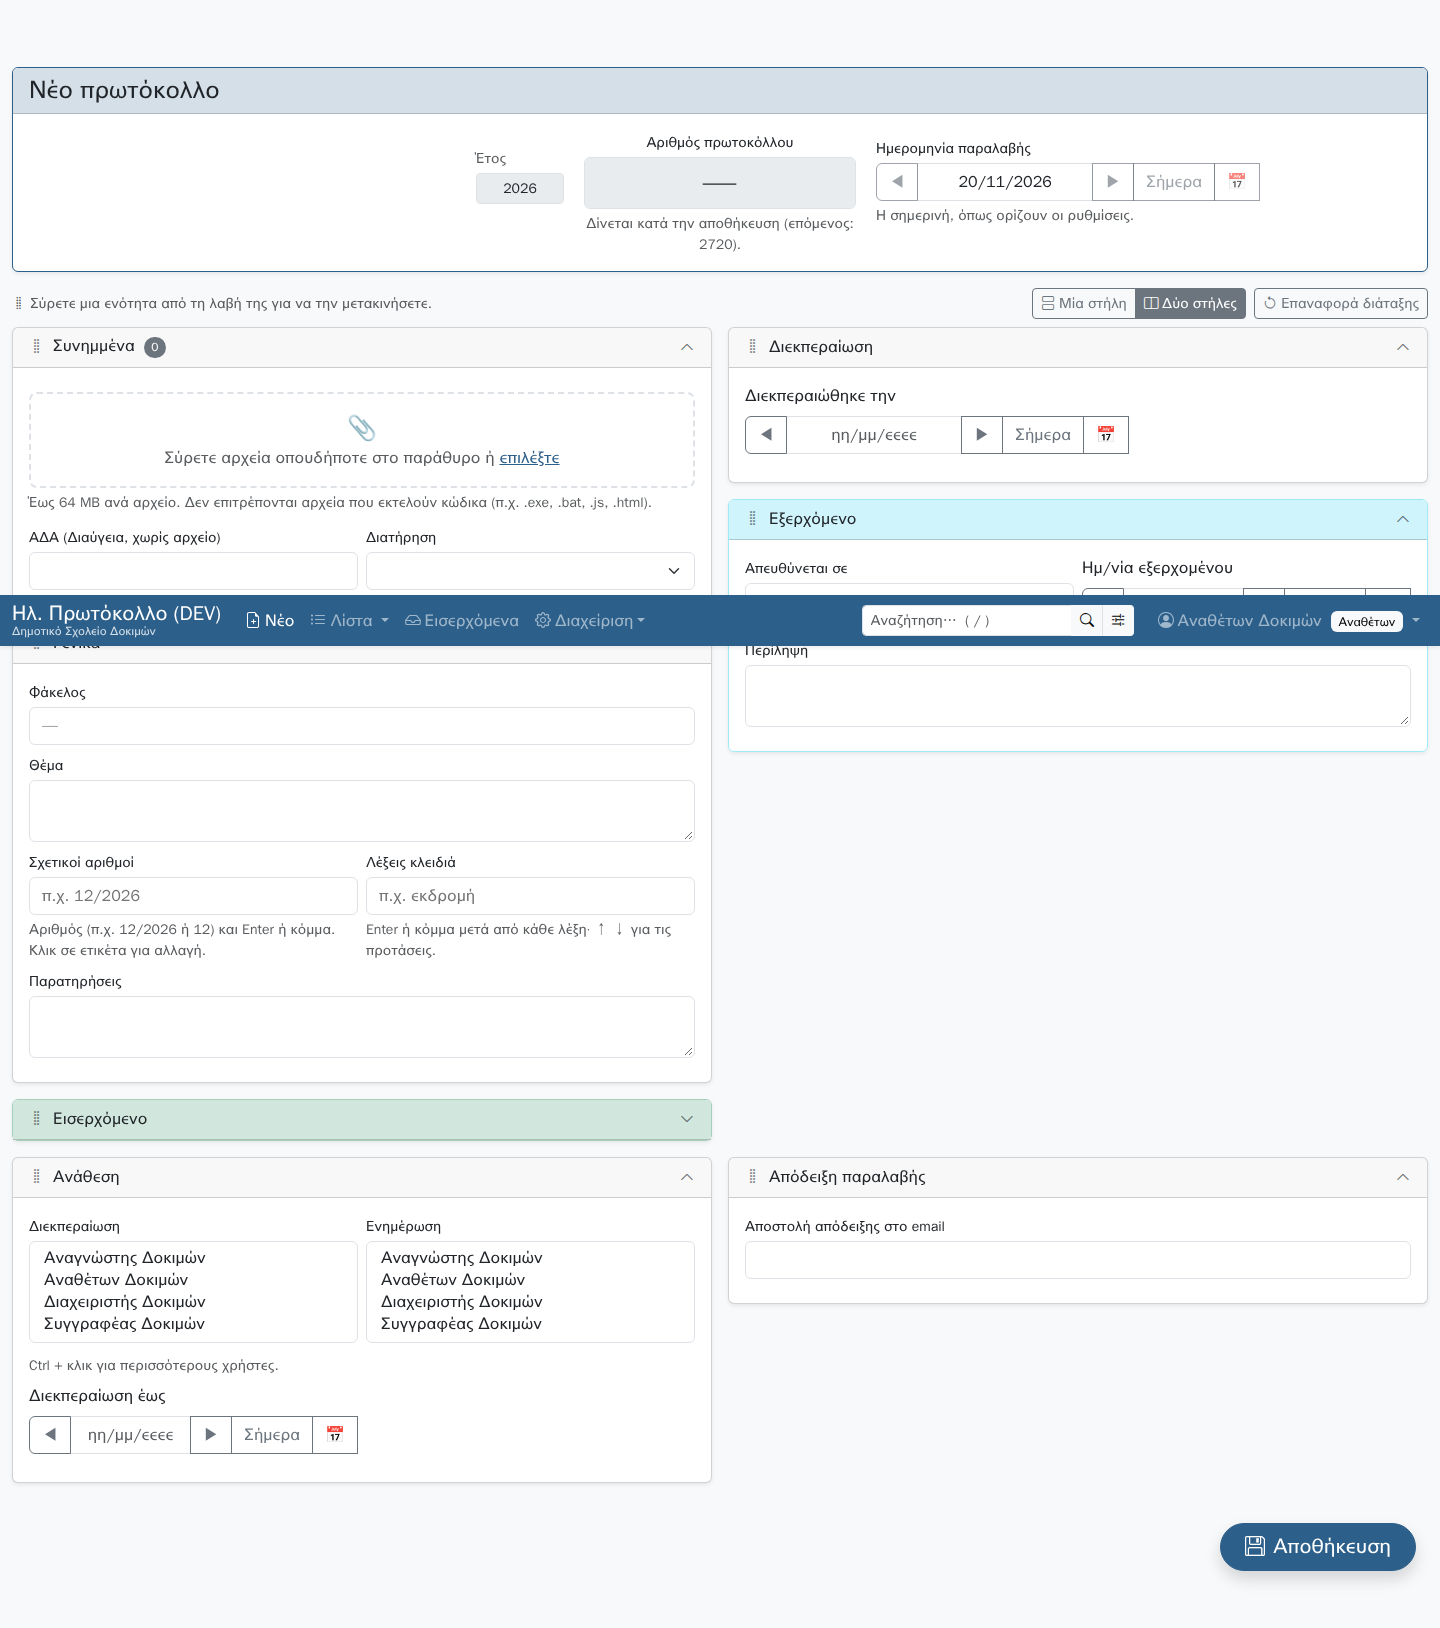 Νέο πρωτόκολλο
Έτος
2026
Αριθμός πρωτοκόλλου
—
Δίνεται κατά την αποθήκευση (επόμενος:
2720).
Ημερομηνία παραλαβής
◀ 20/11/2026 ▶ Σήμερα
Η σημερινή, όπως ορίζουν οι ρυθμίσεις.
Σύρετε μια ενότητα από τη λαβή της για να την μετακινήσετε.
Μία στήλη Δύο στήλες Επαναφορά διάταξης
Συνημμένα 0
Σύρετε αρχεία οπουδήποτε στο παράθυρο ή επιλέξτε
Έως 64 MB ανά αρχείο. Δεν επιτρέπονται αρχεία που εκτελούν κώδικα (π.χ. .exe, .bat, .js, .html).
ΑΔΑ (Διαύγεια, χωρίς αρχείο)
Διατήρηση
Διεκπεραίωση
Διεκπεραιώθηκε την
◀ ηη/μμ/εεεε ▶ Σήμερα
Εξερχόμενο
Απευθύνεται σε
Ημ/νία εξερχομένου
Ηλ. Πρωτόκολλο (DEV)
Δημοτικό Σχολείο Δοκιμών
Νέο Λίστα Εισερχόμενα Διαχείριση
Αναζήτηση… ( / )
Αναθέτων Δοκιμών Αναθέτων
Γενικά
Περίληψη
Φάκελος
—
Θέμα
Σχετικοί αριθμοί
π.χ. 12/2026
Αριθμός (π.χ. 12/2026 ή 12) και Enter ή κόμμα.
Κλικ σε ετικέτα για αλλαγή.
Λέξεις κλειδιά
π.χ. εκδρομή
Enter ή κόμμα μετά από κάθε λέξη· ↑ ↓ για τις
προτάσεις.
Παρατηρήσεις
Εισερχόμενο
Ανάθεση
Διεκπεραίωση
Αναγνώστης Δοκιμών
Αναθέτων Δοκιμών
Διαχειριστής Δοκιμών
Συγγραφέας Δοκιμών
Ενημέρωση
Αναγνώστης Δοκιμών
Αναθέτων Δοκιμών
Διαχειριστής Δοκιμών
Συγγραφέας Δοκιμών
Ctrl + κλικ για περισσότερους χρήστες.
Διεκπεραίωση έως
◀ ηη/μμ/εεεε ▶ Σήμερα
Απόδειξη παραλαβής
Αποστολή απόδειξης στο email
Αποθήκευση